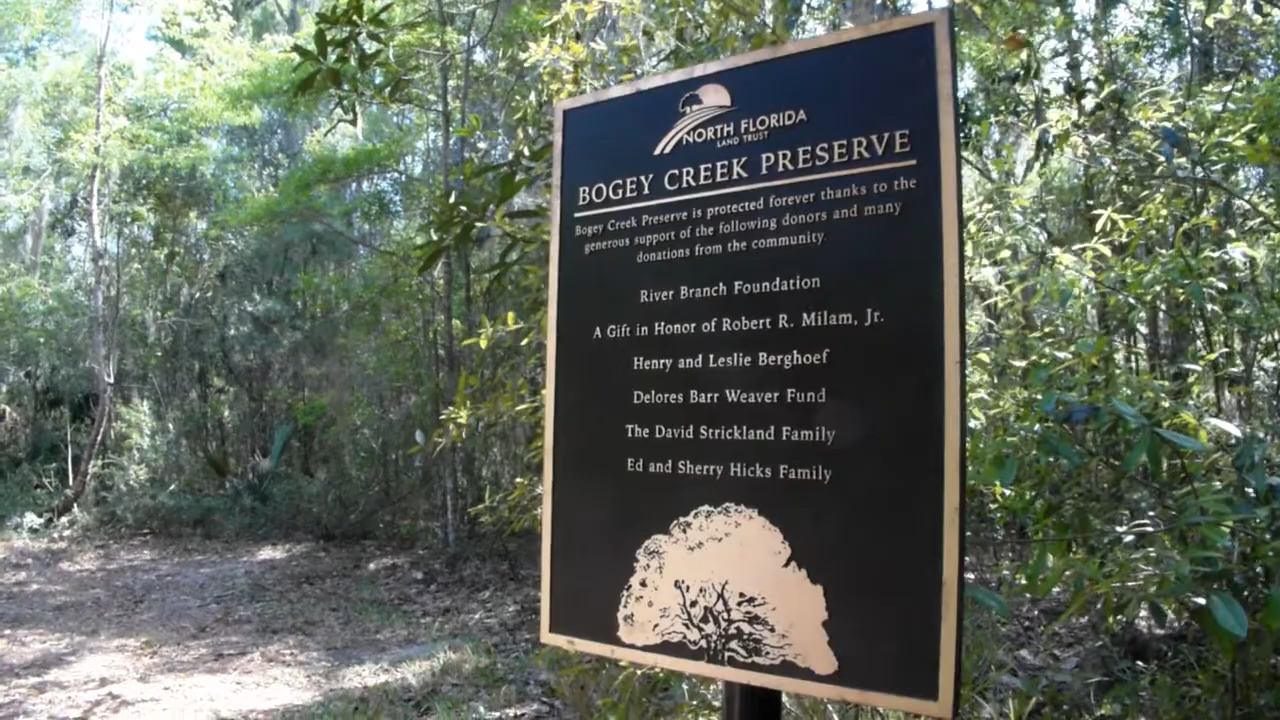 NORTH FLORIDA
LAND TRUST
BOGEY CREEK PRESERVE
Bogey Creek Preserve is protected forever thanks to the
generous support of the following donors and many
donations from the community.
River Branch Foundation
A Gift in Honor of Robert R. Milam, Jr.
Henry and Leslie Berghoef
Delores Barr Weaver Fund
The David Strickland Family
Ed and Sherry Hicks Family